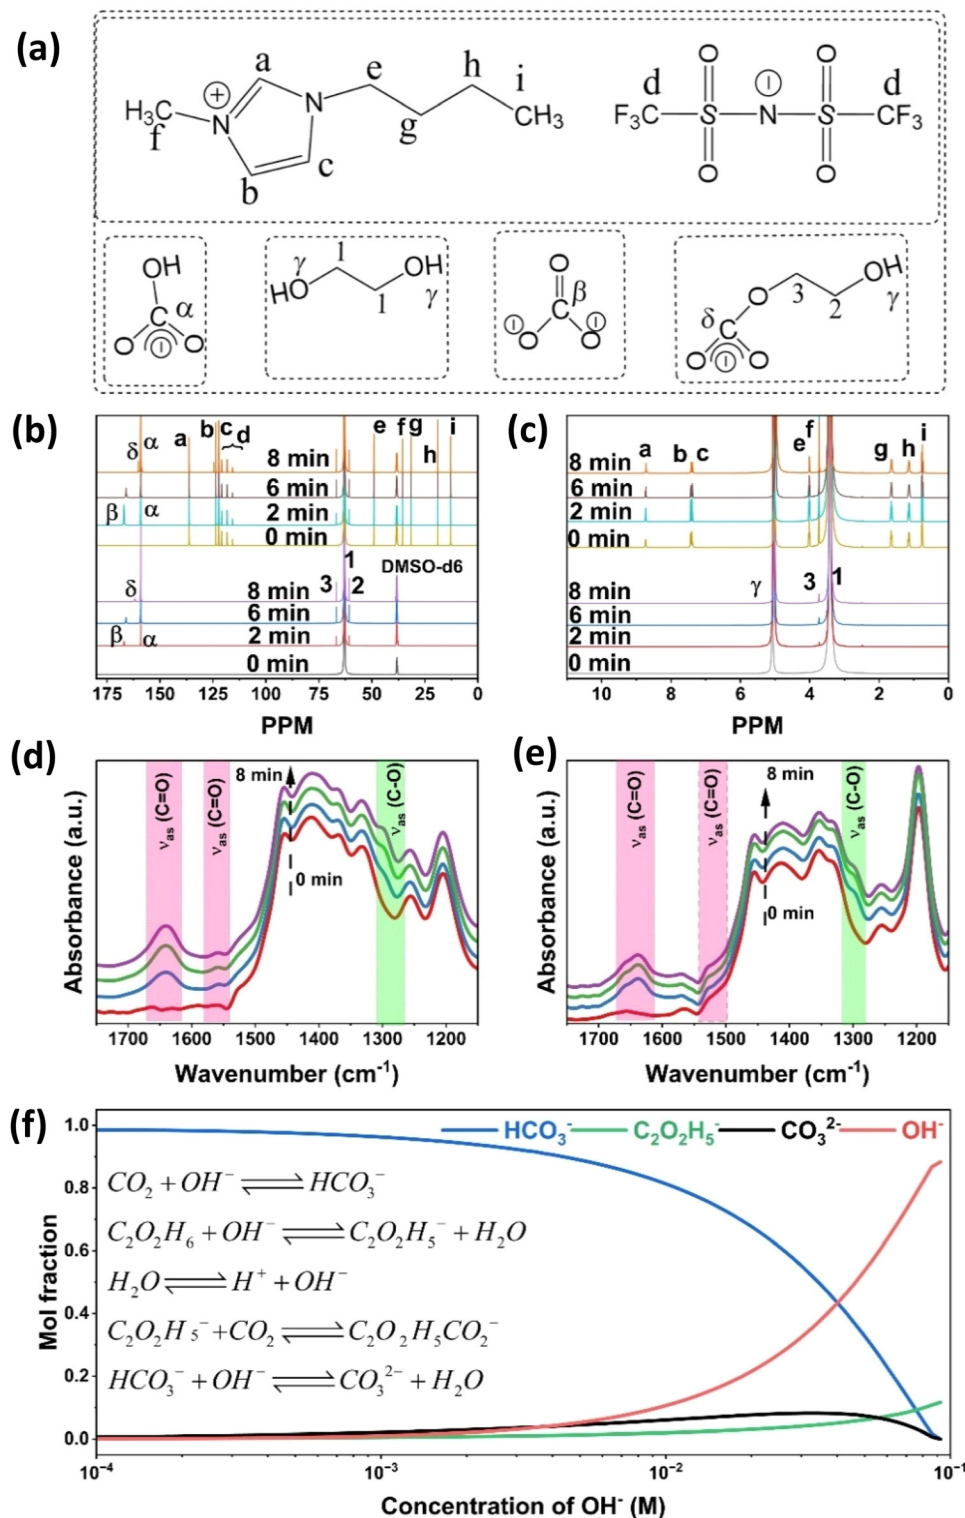 (a)
a
e
h
i
H₃C
f
N
⊕
N
g
CH₃
b
c
O
O
d
⊖
d
F₃C
S
N
S
CF₃
O
O
OH
C
α
O
⊖
O
γ
HO
1
1
OH
γ
O
β
C
⊖
O
⊖
O
O
3
2
OH
γ
δ
C
O
⊖
O
(b)
δ
α
a
b
c
d
e
f
g
h
i
8 min
6 min
β
α
2 min
0 min
1
DMSO-d6
3
2
δ
8 min
6 min
β
α
2 min
0 min
175 150 125 100 75 50 25 0
PPM
(c)
a
b
c
e
f
g
h
i
8 min
6 min
2 min
0 min
γ
3
1
8 min
6 min
2 min
0 min
10 8 6 4 2 0
PPM
(d)
νas (C=O)
νas (C=O)
8 min
0 min
νas (C-O)
Absorbance (a.u.)
1700 1600 1500 1400 1300 1200
Wavenumber (cm⁻¹)
(e)
νas (C=O)
νas (C=O)
8 min
0 min
νas (C-O)
Absorbance (a.u.)
1700 1600 1500 1400 1300 1200
Wavenumber (cm⁻¹)
(f)
HCO₃⁻
C₂O₂H₅⁻
CO₃²⁻
OH⁻
1.0
0.8
0.6
0.4
0.2
0.0
Mol fraction
CO₂ + OH⁻ ⇌ HCO₃⁻
C₂O₂H₆ + OH⁻ ⇌ C₂O₂H₅⁻ + H₂O
H₂O ⇌ H⁺ + OH⁻
C₂O₂H₅⁻ + CO₂ ⇌ C₂O₂H₅CO₂⁻
HCO₃⁻ + OH⁻ ⇌ CO₃²⁻ + H₂O
10⁻⁴ 10⁻³ 10⁻² 10⁻¹
Concentration of OH⁻ (M)